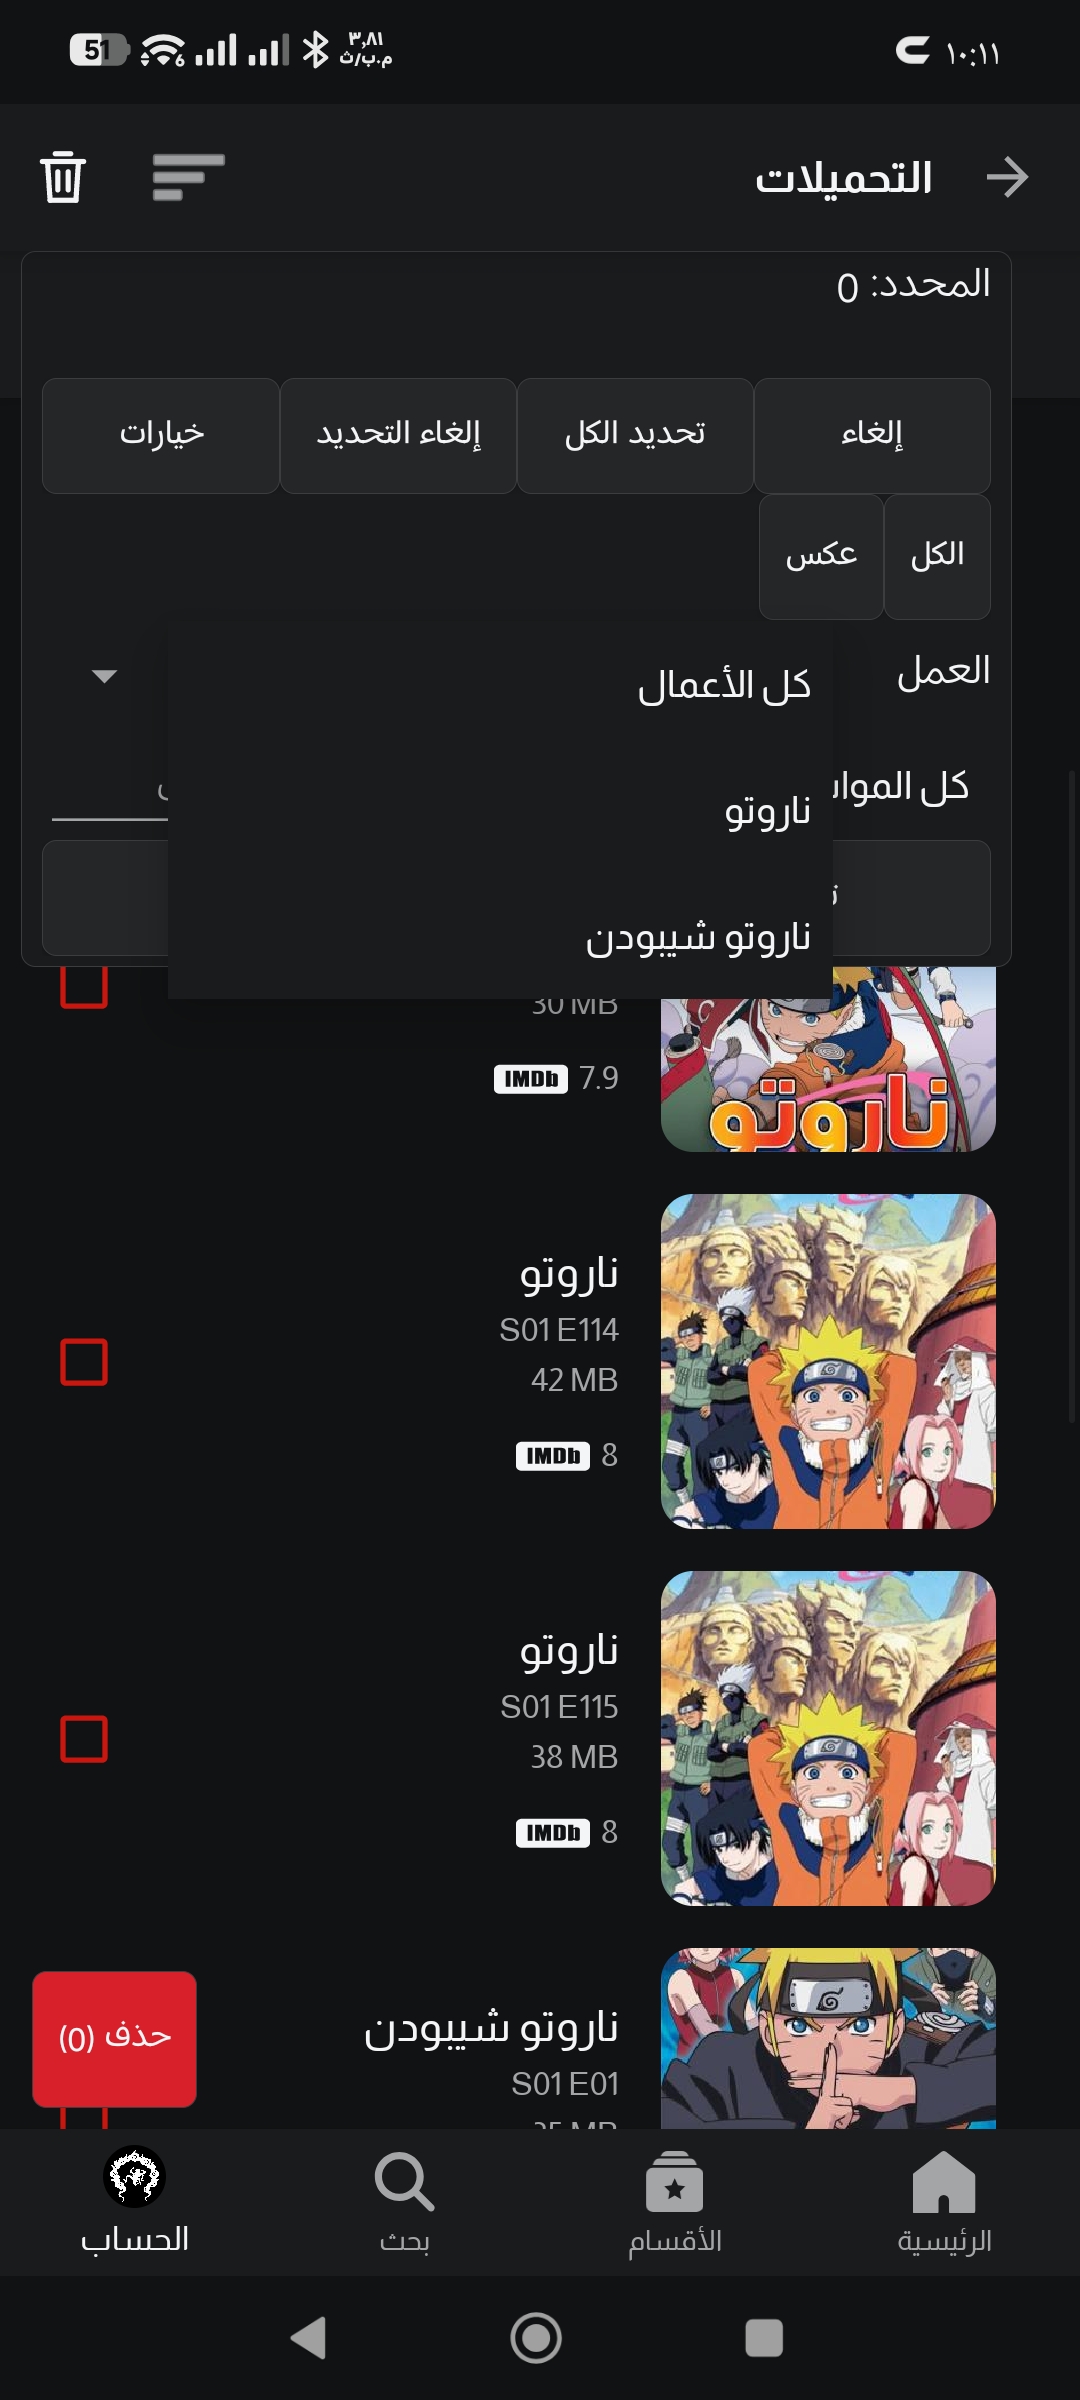 51
٣,٨١
م.ب/ث
١٠:١١
التحميلات
المحدد: 0
إلغاء
تحديد الكل
إلغاء التحديد
خيارات
الكل
عكس
العمل
كل الأعمال
ناروتو
ناروتو شيبودن
30 MB
IMDb 7.9
ناروتو
ناروتو
S01 E114
42 MB
IMDb 8
ناروتو
S01 E115
38 MB
IMDb 8
ناروتو شيبودن
S01 E01
حذف (0)
الرئيسية
الأقسام
بحث
الحساب